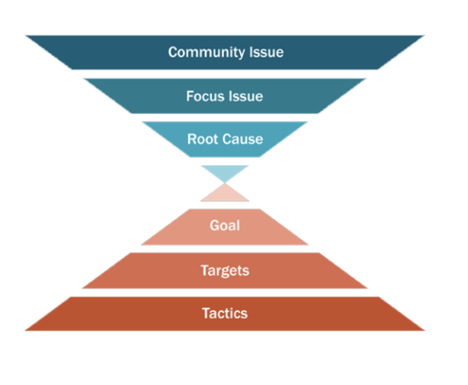 Community Issue
Focus Issue
Root Cause
Goal
Targets
Tactics